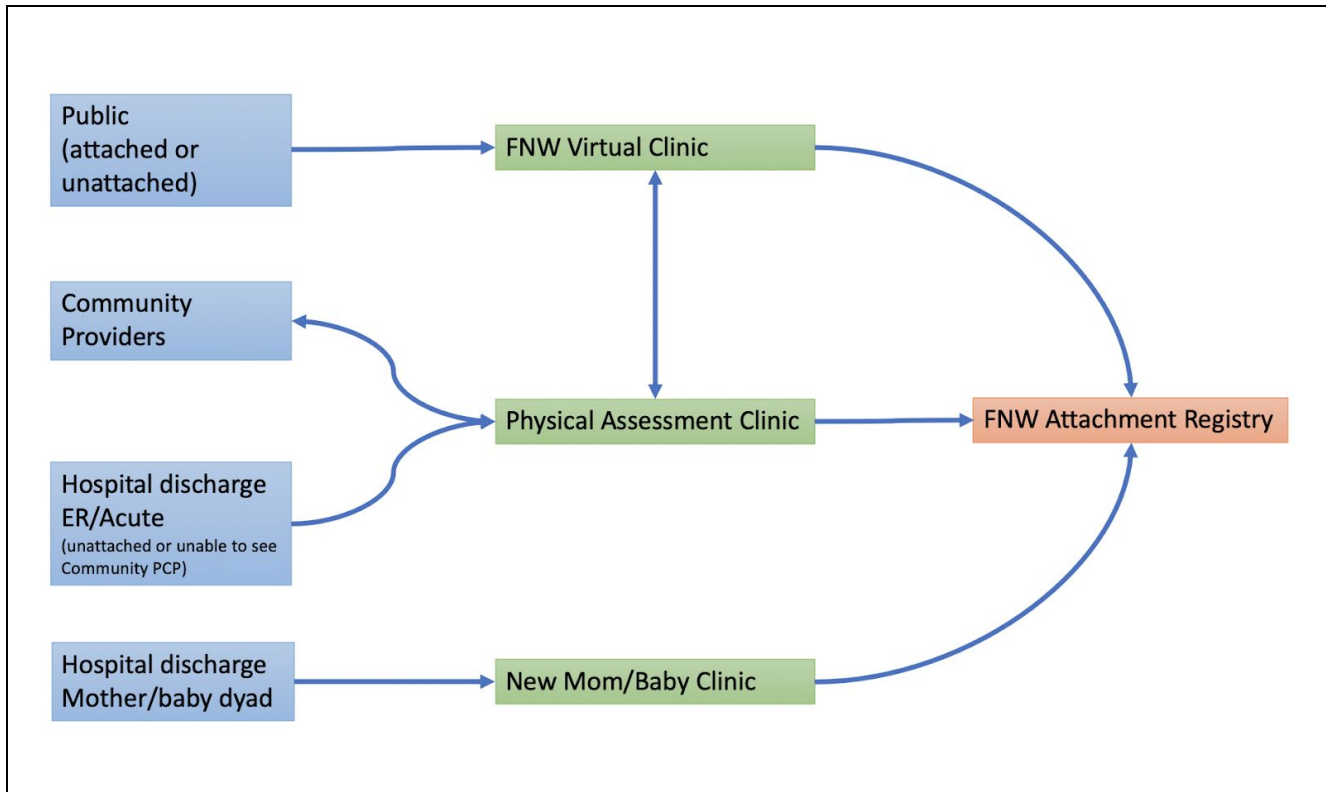 Public
(attached or
unattached)
FNW Virtual Clinic
Community
Providers
Physical Assessment Clinic
FNW Attachment Registry
Hospital discharge
ER/Acute
(unattached or unable to see
Community PCP)
Hospital discharge
Mother/baby dyad
New Mom/Baby Clinic